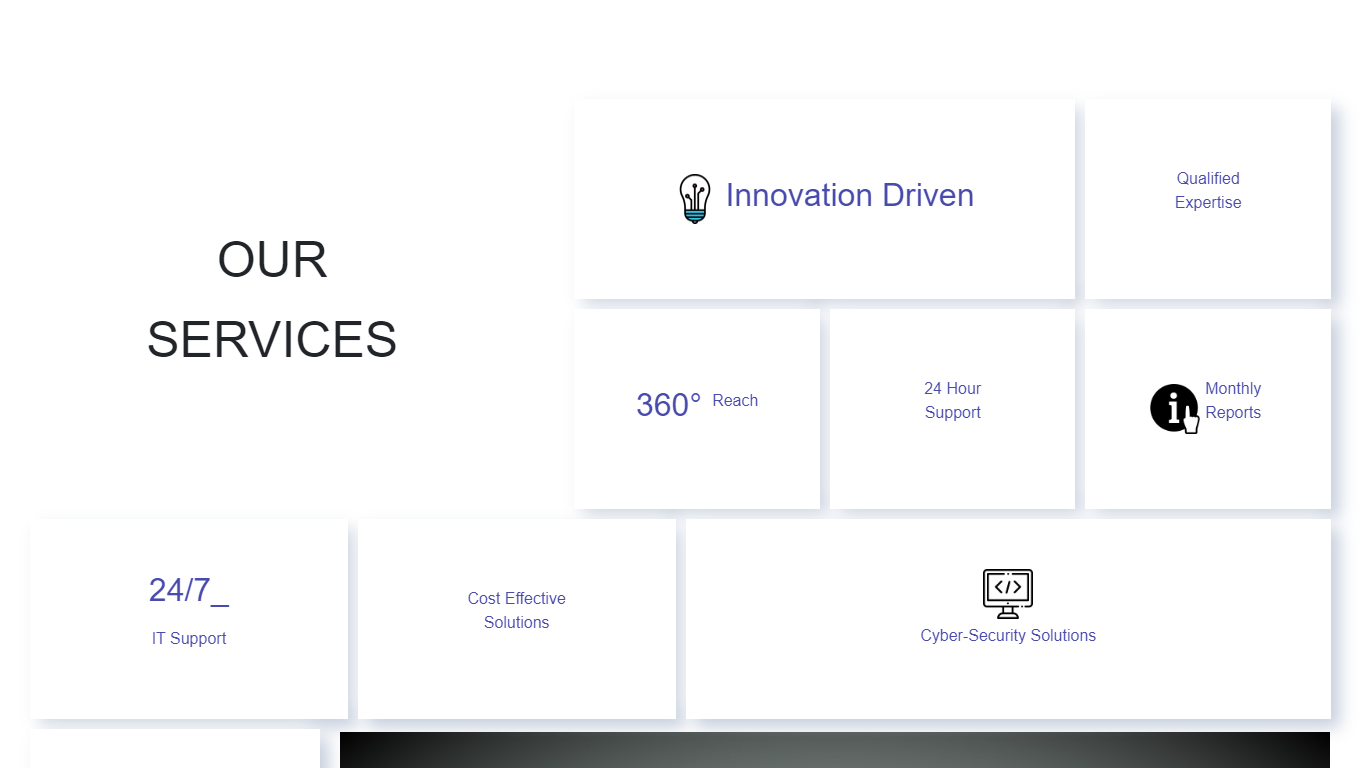 OUR
SERVICES
Innovation Driven
Qualified
Expertise
360° Reach
24 Hour
Support
Monthly
Reports
24/7_
IT Support
Cost Effective
Solutions
Cyber-Security Solutions